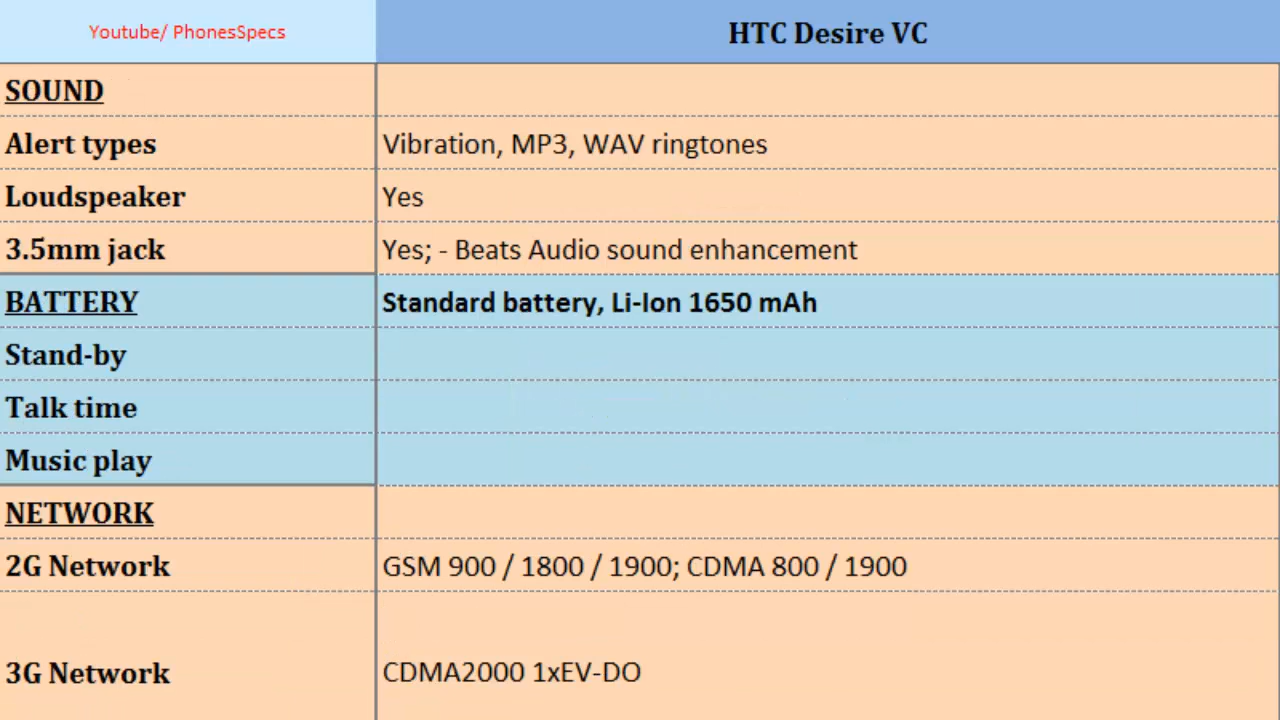 Youtube/ PhonesSpecs HTC Desire VC
SOUND
Alert types Vibration, MP3, WAV ringtones
Loudspeaker Yes
3.5mm jack Yes; - Beats Audio sound enhancement
BATTERY Standard battery, Li-Ion 1650 mAh
Stand-by
Talk time
Music play
NETWORK
2G Network GSM 900 / 1800 / 1900; CDMA 800 / 1900
3G Network CDMA2000 1xEV-DO